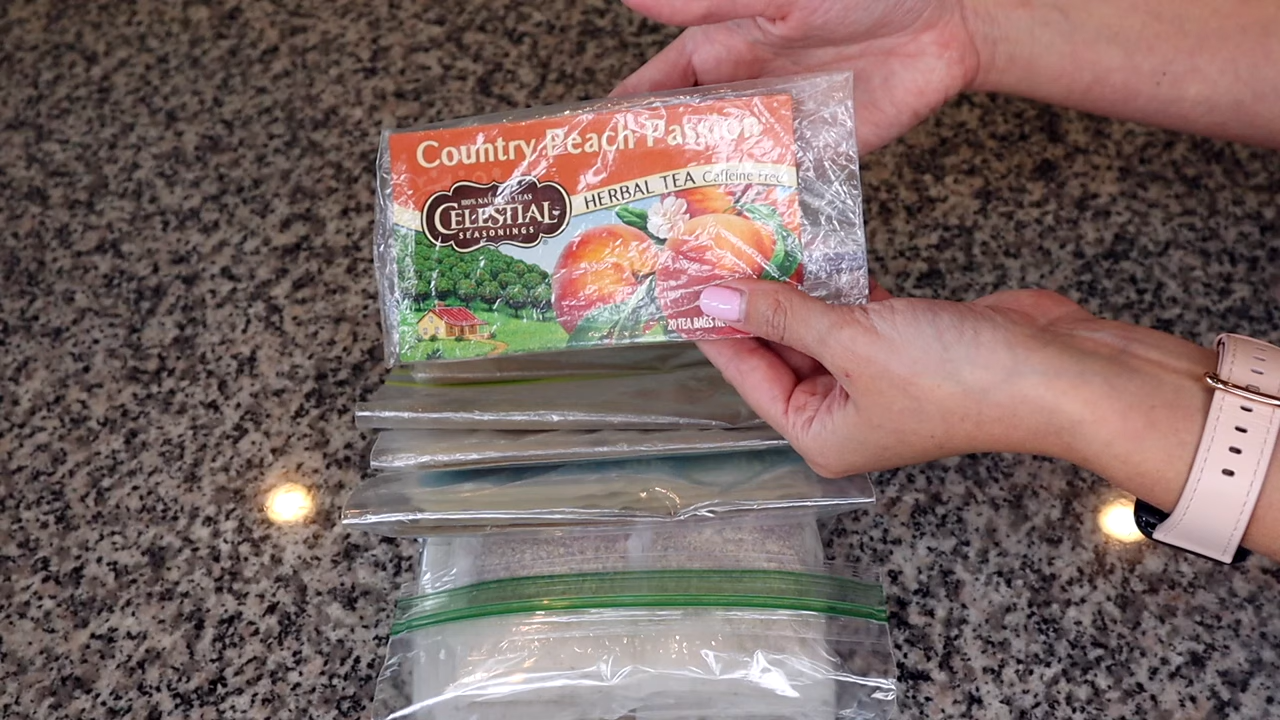 Country Peach Passion
HERBAL TEA Caffeine Free
100% NATURAL TEAS
CELESTIAL
SEASONINGS
20 TEA BAGS